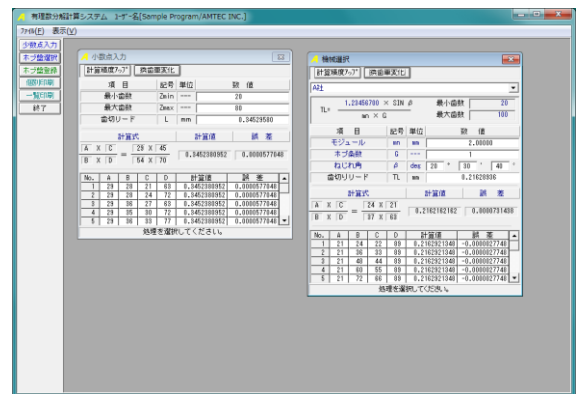 有理数分解計算システム ユーザー名[Sample Program/AMTEC INC.]
ファイル(F) 表示(V)
少数点入力
ホブ盤選択
ホブ盤登録
個別印刷
一覧印刷
終了
小数点入力
計算精度アップ 換歯車変化
項 目 記号 単位 数 値
最小歯数 Zmin --- 20
最大歯数 Zmax --- 80
歯切リード L mm 0.34529580
計算式 計算値 誤 差
A X C = 29 X 45 0.3452380952 0.0000577048
B X D 54 X 70
No. A B C D 計算値 誤 差
1 29 28 21 63 0.3452380952 0.0000577048
2 29 28 24 72 0.3452380952 0.0000577048
3 29 36 27 63 0.3452380952 0.0000577048
4 29 35 30 72 0.3452380952 0.0000577048
5 29 36 33 77 0.3452380952 0.0000577048
処理を選択してください。
機械選択
計算精度アップ 換歯車変化
A社
TL= 1.23456700 × SIN β
mn × G
最小歯数 20
最大歯数 100
項 目 記号 単位 数 値
モジュール mn mm 2.00000
ホブ条数 G --- 1
ねじれ角 β deg 20 ° 30 ' 40 "
歯切りリード TL mm 0.21628936
計算式 計算値 誤 差
A X C = 24 X 21 0.2162162162 0.0000731438
B X D 37 X 63
No. A B C D 計算値 誤 差
1 21 24 22 89 0.2162921348 -0.0000027748
2 21 36 33 89 0.2162921348 -0.0000027748
3 21 48 44 89 0.2162921348 -0.0000027748
4 21 60 55 89 0.2162921348 -0.0000027748
5 21 72 66 89 0.2162921348 -0.0000027748
処理を選択してください。